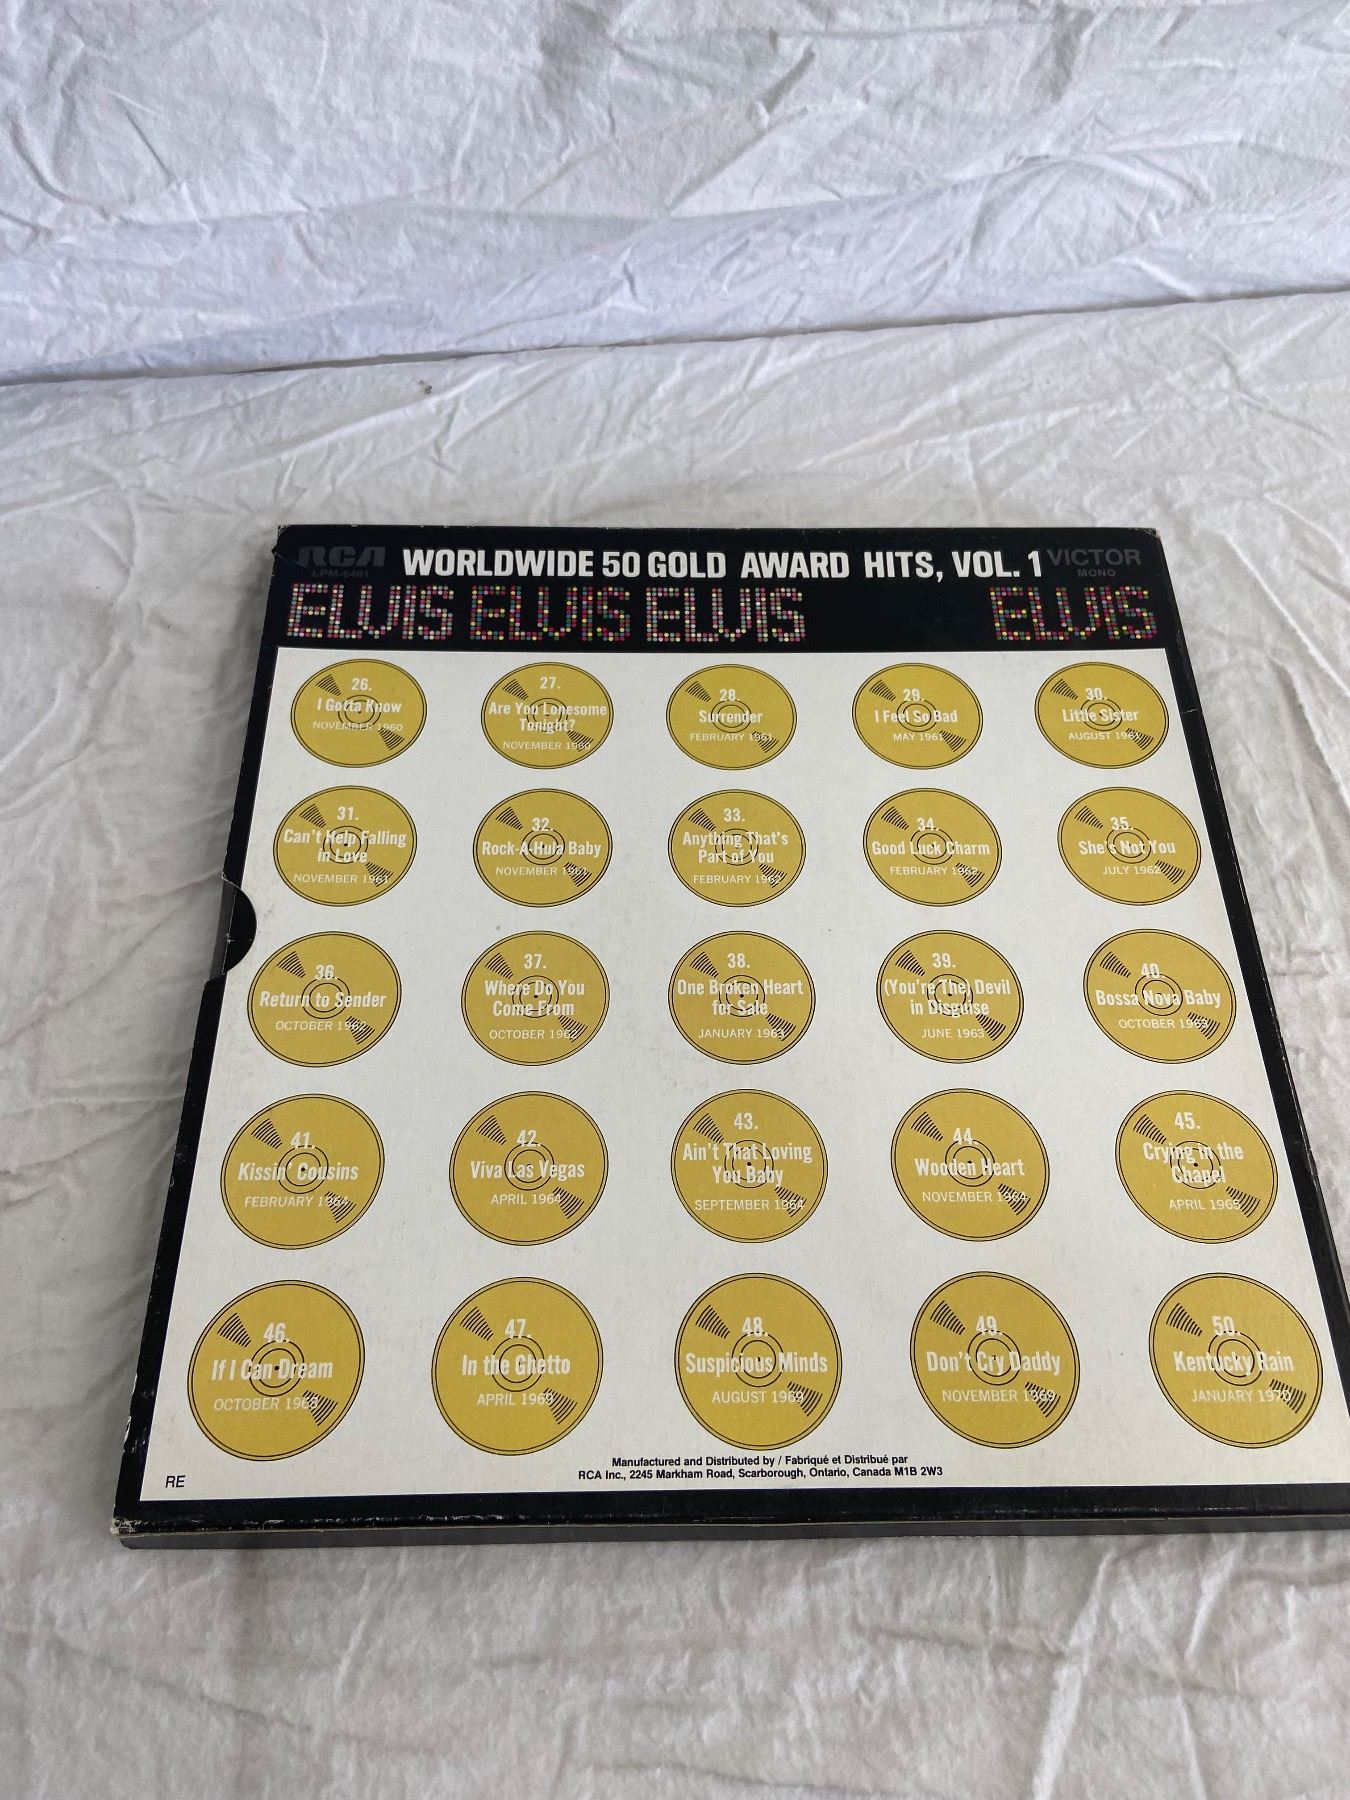 RCA WORLDWIDE 50 GOLD AWARD HITS, VOL. 1 VICTOR
LPM-6401 MONO
ELVIS ELVIS ELVIS ELVIS
26.
I Gotta Know
NOVEMBER 1960
27.
Are You Lonesome
Tonight?
NOVEMBER 1960
28.
Surrender
FEBRUARY 1961
29.
I Feel So Bad
MAY 1961
30.
Little Sister
AUGUST 1961
31.
Can't Help Falling
in Love
NOVEMBER 1961
32.
Rock-A-Hula Baby
NOVEMBER 1961
33.
Anything That's
Part of You
FEBRUARY 1962
34.
Good Luck Charm
FEBRUARY 1962
35.
She's Not You
JULY 1962
36.
Return to Sender
OCTOBER 1962
37.
Where Do You
Come From
OCTOBER 1962
38.
One Broken Heart
for Sale
JANUARY 1963
39.
(You're The) Devil
in Disguise
JUNE 1963
40.
Bossa Nova Baby
OCTOBER 1963
41.
Kissin' Cousins
FEBRUARY 1964
42.
Viva Las Vegas
APRIL 1964
43.
Ain't That Loving
You Baby
SEPTEMBER 1964
44.
Wooden Heart
NOVEMBER 1964
45.
Crying in the
Chapel
APRIL 1965
46.
If I Can Dream
OCTOBER 1968
47.
In the Ghetto
APRIL 1969
48.
Suspicious Minds
AUGUST 1969
49.
Don't Cry Daddy
NOVEMBER 1969
50.
Kentucky Rain
JANUARY 1970
Manufactured and Distributed by / Fabriqué et Distribué par
RCA Inc., 2245 Markham Road, Scarborough, Ontario, Canada M1B 2W3
RE